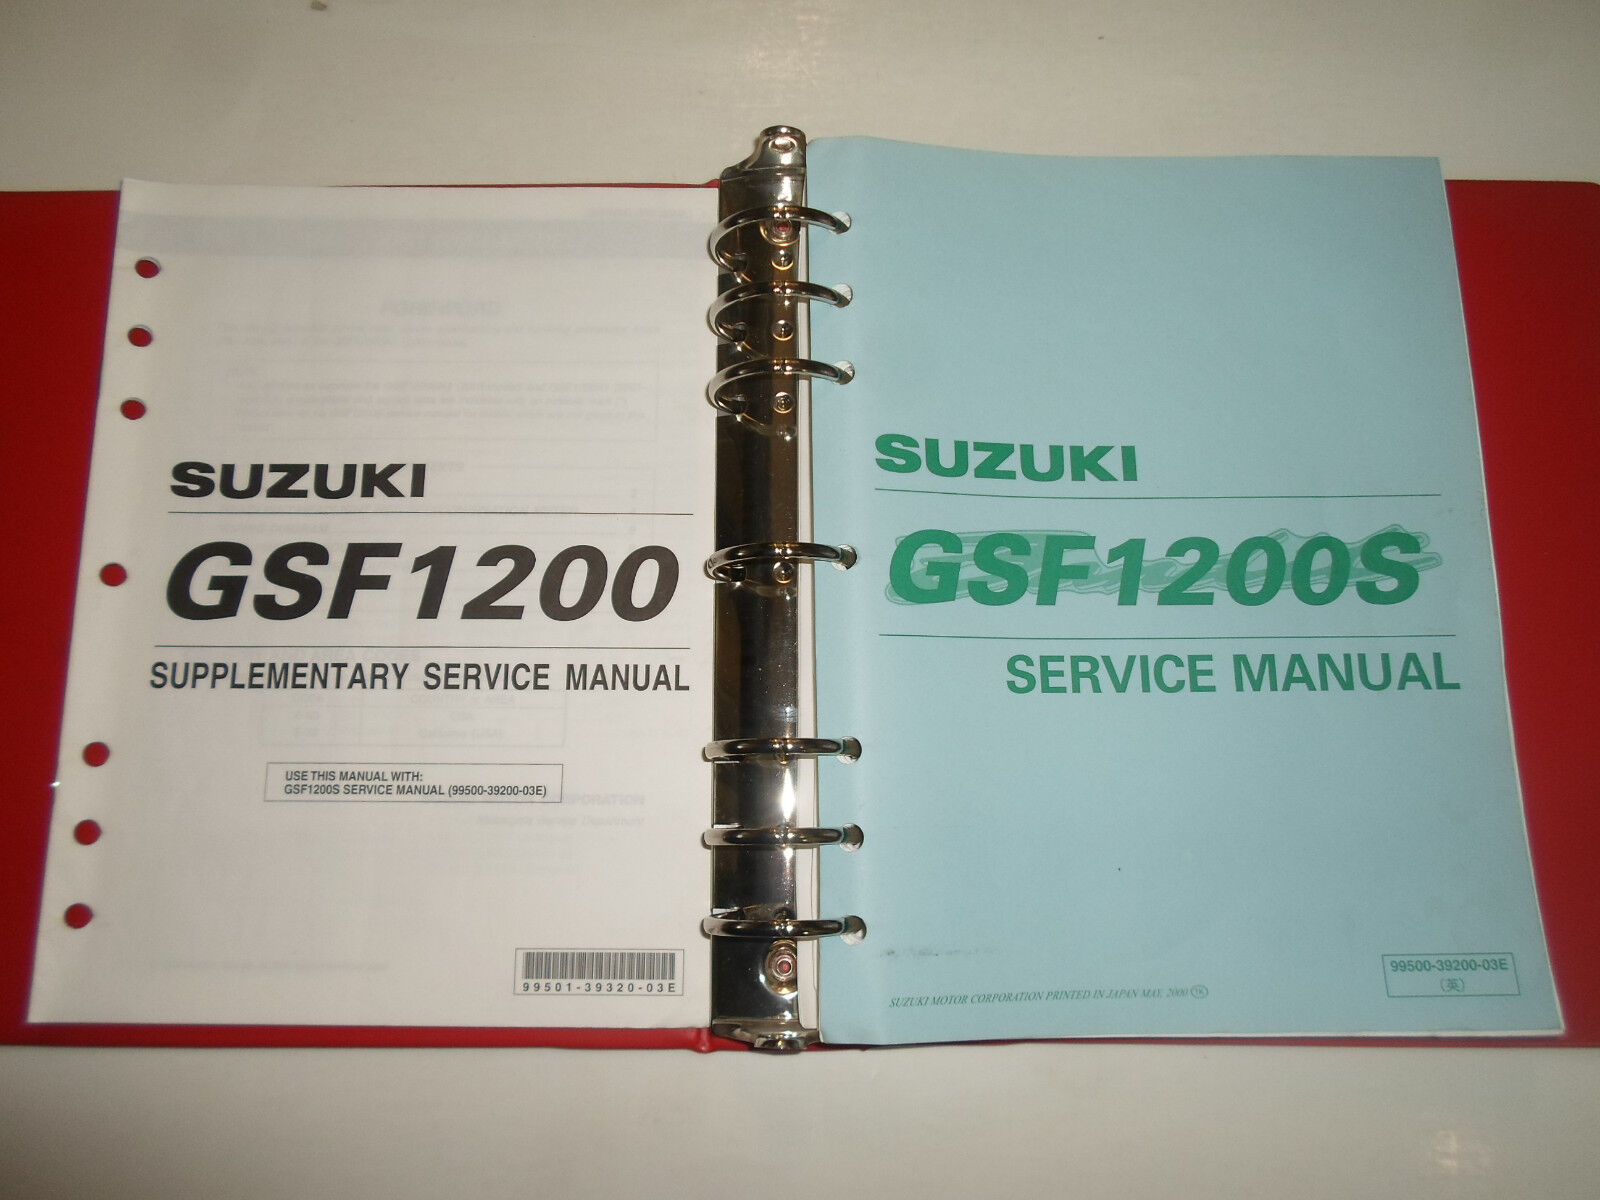 SUZUKI
GSF1200
SUPPLEMENTARY SERVICE MANUAL
USE THIS MANUAL WITH:
GSF1200S SERVICE MANUAL (99500-39200-03E)
99501-39320-03E
SUZUKI
GSF1200S
SERVICE MANUAL
99500-39200-03E
(英)
SUZUKI MOTOR CORPORATION PRINTED IN JAPAN MAY, 2000 TK